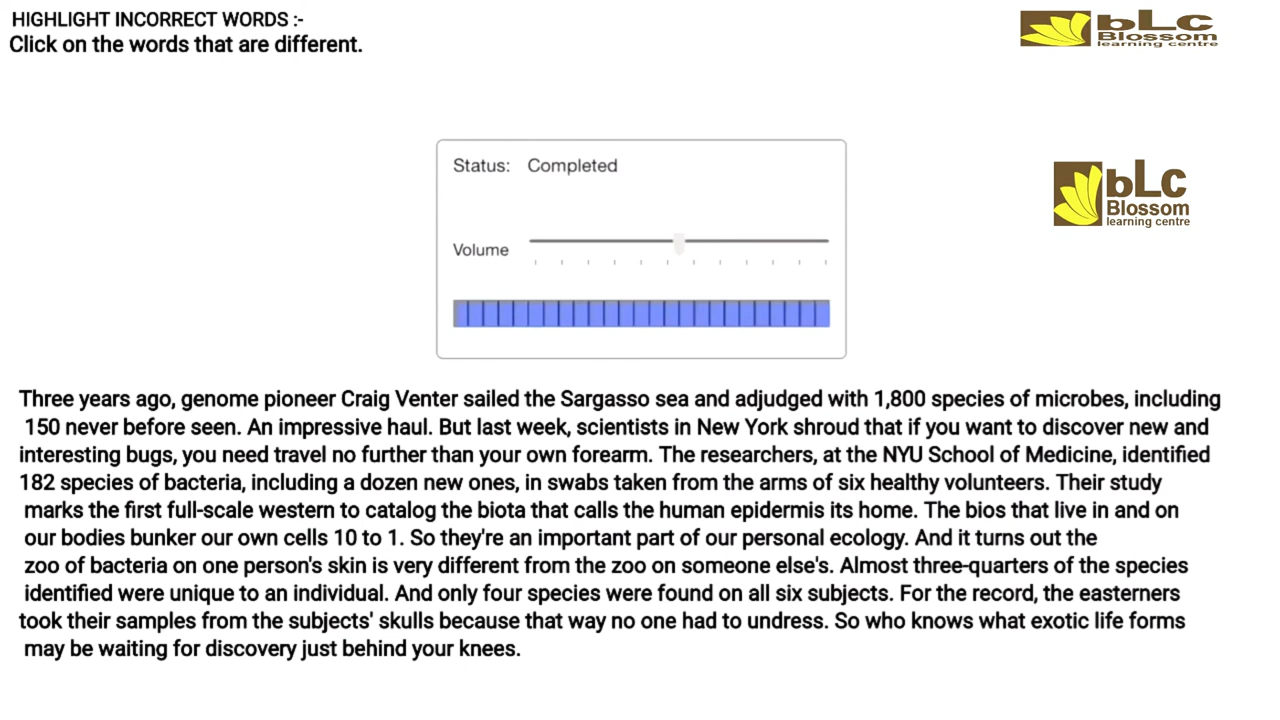 HIGHLIGHT INCORRECT WORDS :-
Click on the words that are different.
bLC
Blossom
learning centre
Status: Completed
bLC
Blossom
learning centre
Volume
Three years ago, genome pioneer Craig Venter sailed the Sargasso sea and adjudged with 1,800 species of microbes, including
150 never before seen. An impressive haul. But last week, scientists in New York shroud that if you want to discover new and
interesting bugs, you need travel no further than your own forearm. The researchers, at the NYU School of Medicine, identified
182 species of bacteria, including a dozen new ones, in swabs taken from the arms of six healthy volunteers. Their study
marks the first full-scale western to catalog the biota that calls the human epidermis its home. The bios that live in and on
our bodies bunker our own cells 10 to 1. So they're an important part of our personal ecology. And it turns out the
zoo of bacteria on one person's skin is very different from the zoo on someone else's. Almost three-quarters of the species
identified were unique to an individual. And only four species were found on all six subjects. For the record, the easterners
took their samples from the subjects' skulls because that way no one had to undress. So who knows what exotic life forms
may be waiting for discovery just behind your knees.